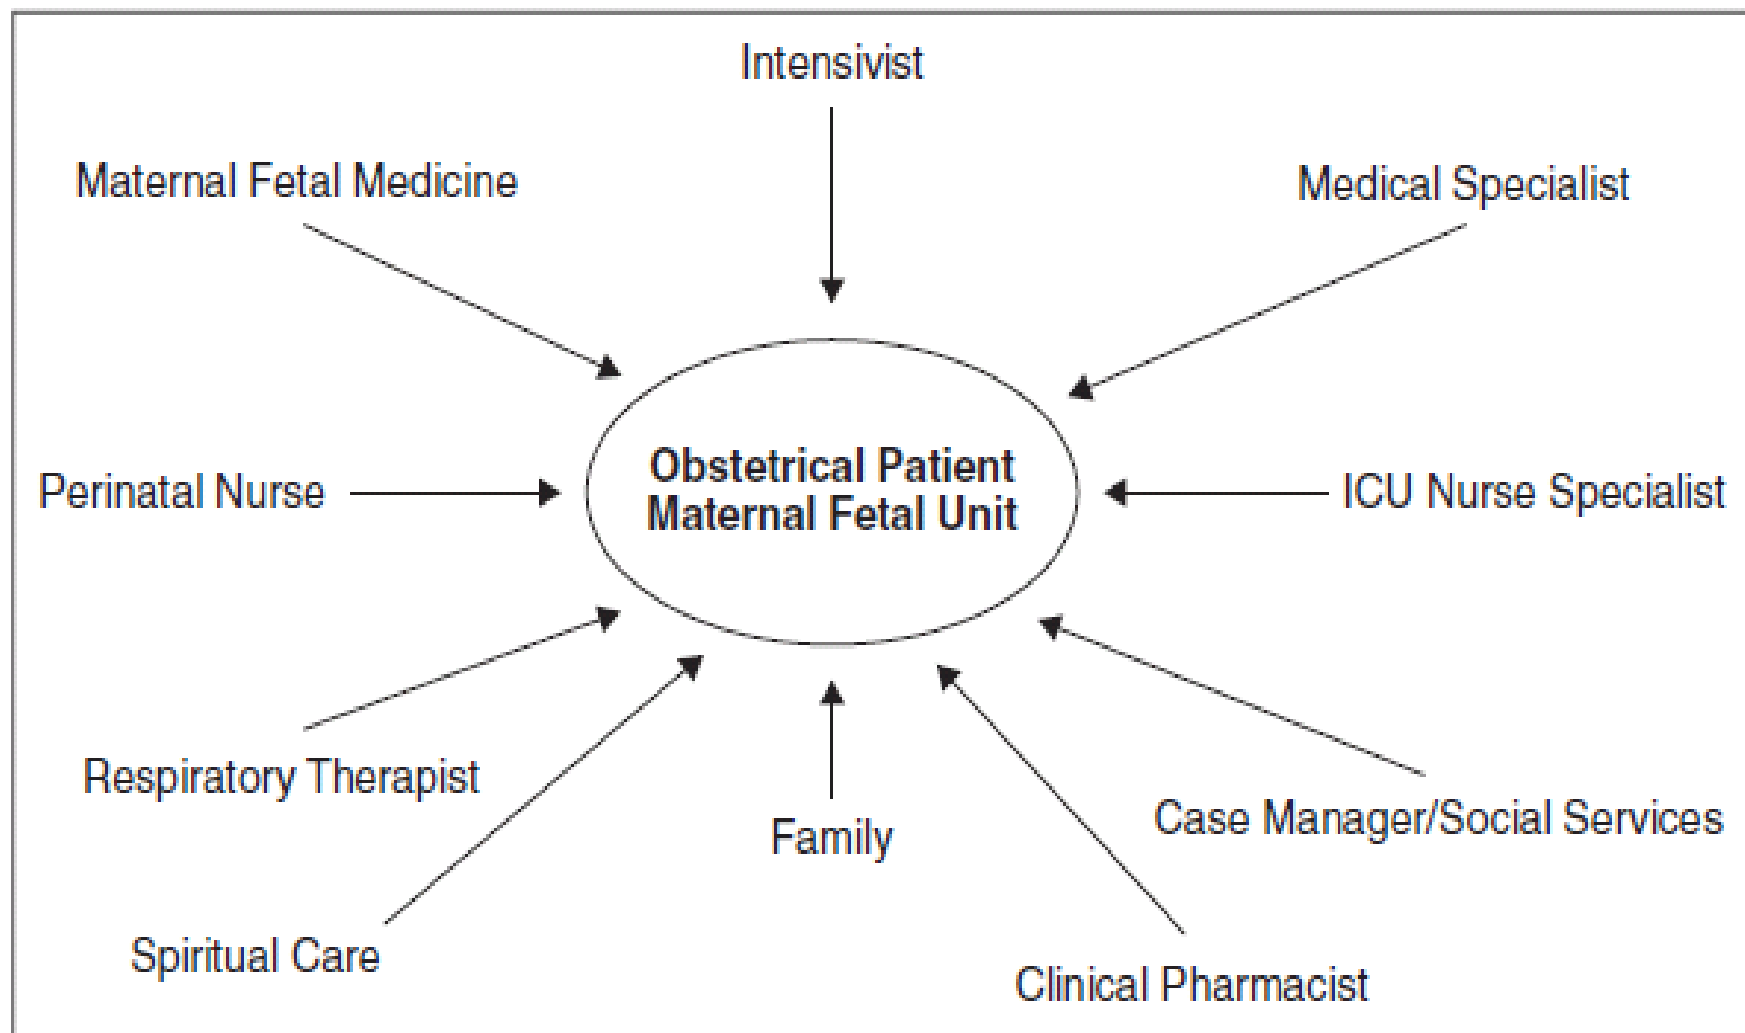 Intensivist
Maternal Fetal Medicine
Medical Specialist
Obstetrical Patient
Maternal Fetal Unit
Perinatal Nurse
ICU Nurse Specialist
Respiratory Therapist
Family
Case Manager/Social Services
Spiritual Care
Clinical Pharmacist